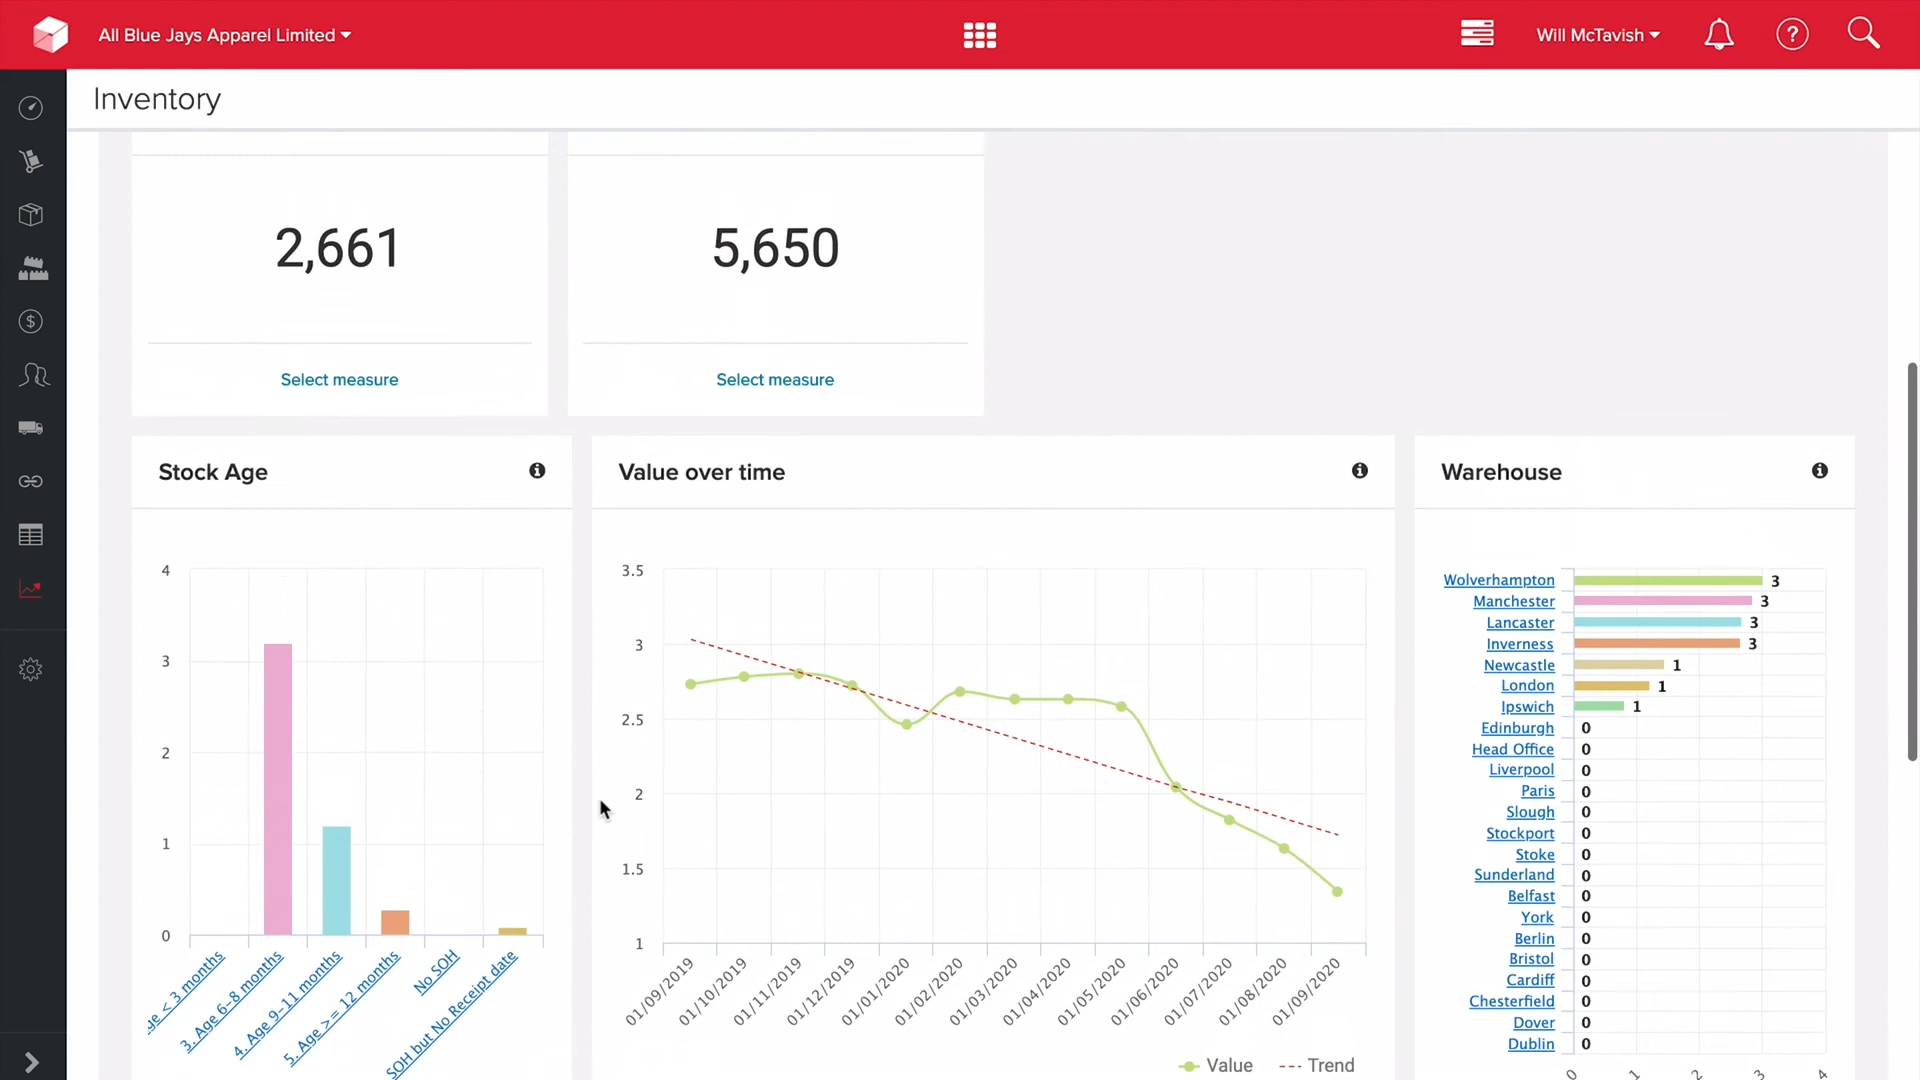 All Blue Jays Apparel Limited
Will McTavish
?
Inventory
2,661
5,650
Select measure
Select measure
Stock Age
Value over time
Warehouse
4
3
2
1
0
3. Age 6-8 months
4. Age 9-11 months
5. Age >= 12 months
No SOH
SOH but No Receipt date
3.5
3
2.5
2
1.5
1
01/09/2019
01/10/2019
01/11/2019
01/12/2019
01/01/2020
01/02/2020
01/03/2020
01/04/2020
01/05/2020
01/06/2020
01/07/2020
01/08/2020
01/09/2020
Value
Trend
Wolverhampton 3
Manchester 3
Lancaster 3
Inverness 3
Newcastle 1
London 1
Ipswich 1
Edinburgh 0
Head Office 0
Liverpool 0
Paris 0
Slough 0
Stockport 0
Stoke 0
Sunderland 0
Belfast 0
York 0
Berlin 0
Bristol 0
Cardiff 0
Chesterfield 0
Dover 0
Dublin 0
0 1 2 3 4